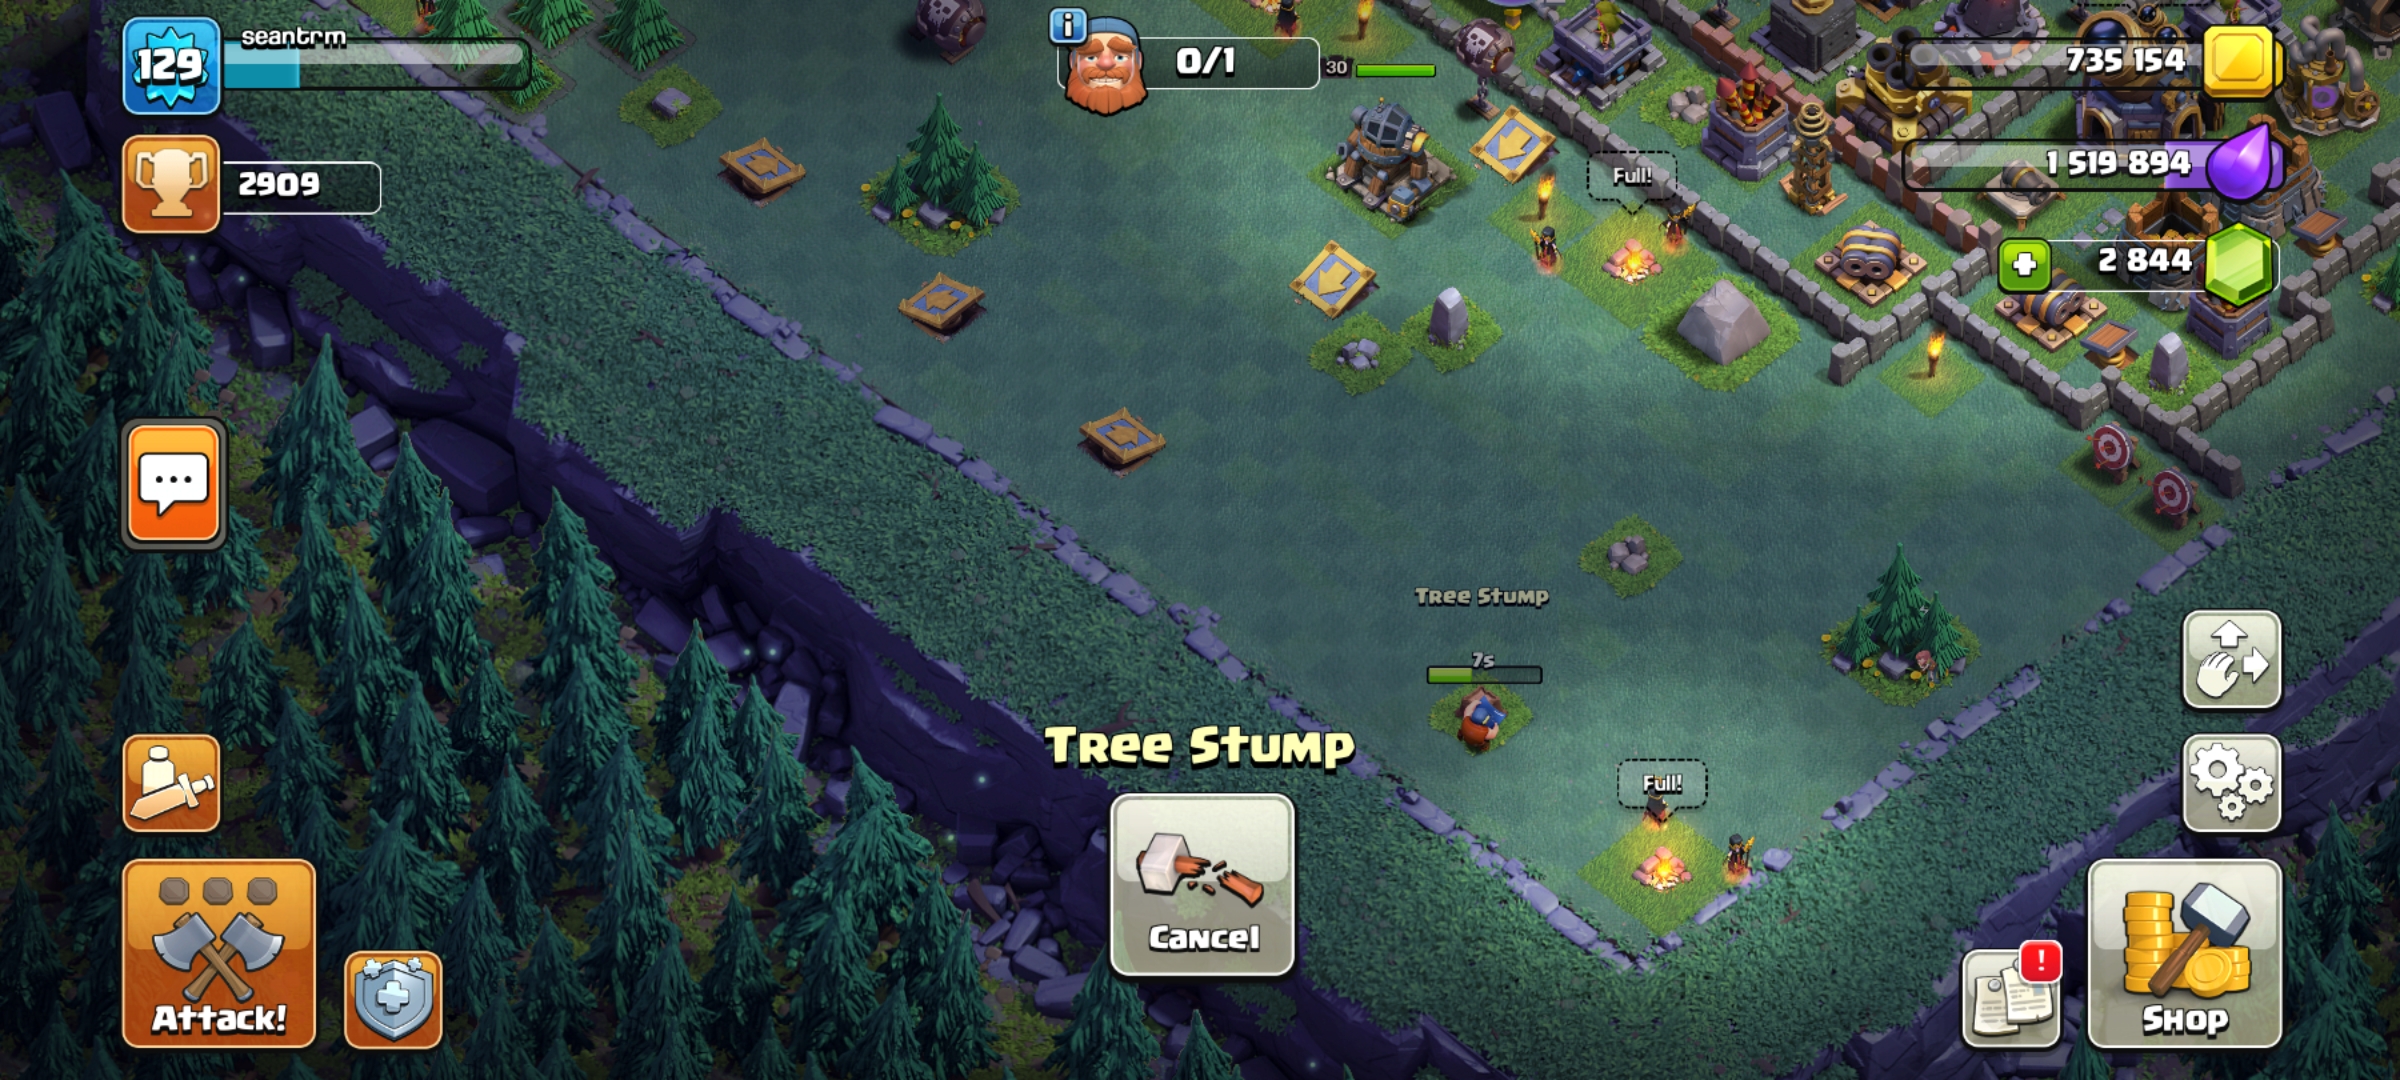 129
seantrm
i
0/1
30
735 154
2909
1 519 894
Full!
2 844
Tree Stump
7s
Tree Stump
Full!
Cancel
Attack!
!
Shop